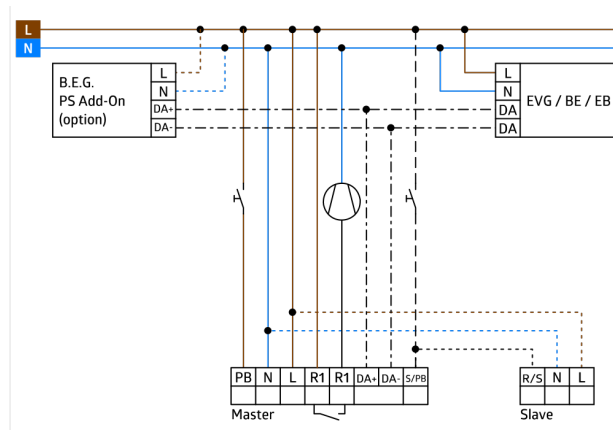 L
N
B.E.G.
PS Add-On
(option)
L
N
DA+
DA-
L
N
DA
DA
EVG / BE / EB
PB N L R1 R1 DA+ DA- S/PB
Master
R/S N L
Slave